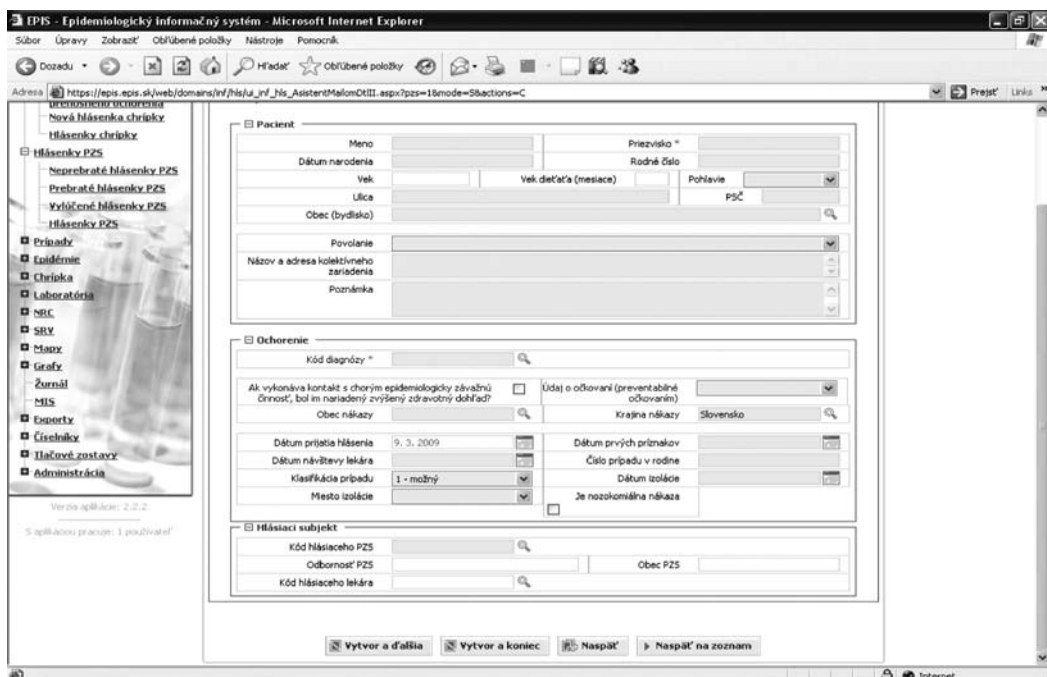 EPIS - Epidemiologický informačný systém - Microsoft Internet Explorer
Súbor Úpravy Zobraziť Obľúbené položky Nástroje Pomocník
Dozadu Hľadať Obľúbené položky
Adresa https://epis.epis.sk/web/domains/inf/hls/ui_inf_hls_AsistentMailomDtlII.aspx?pzs=1&mode=S&actions=C Prejsť Links »
prenosného ochorenia
Nová hlásenka chrípky
Hlásenky chrípky
Hlásenky PZS
Neprebraté hlásenky PZS
Prebraté hlásenky PZS
Vylúčené hlásenky PZS
Hlásenky PZS
Prípady
Epidémie
Chrípka
Laboratória
NRC
SRV
Mapy
Grafy
Žurnál
MIS
Exporty
Číselníky
Tlačové zostavy
Administrácia
Verzia aplikácie: 2.2.2.
S aplikáciou pracuje: 1 používateľ
Pacient
Meno Priezvisko *
Dátum narodenia Rodné číslo
Vek Vek dieťaťa (mesiace) Pohlavie
Ulica PSČ
Obec (bydlisko)
Povolanie
Názov a adresa kolektívneho
zariadenia
Poznámka
Ochorenie
Kód diagnózy *
Ak vykonáva kontakt s chorým epidemiologicky závažnú
činnosť, bol im nariadený zvýšený zdravotný dohľad?
Údaj o očkovaní (preventabilné
očkovaním)
Obec nákazy Krajina nákazy Slovensko
Dátum prijatia hlásenia 9. 3. 2009 Dátum prvých príznakov
Dátum návštevy lekára Číslo prípadu v rodine
Klasifikácia prípadu 1 - možný Dátum izolácie
Miesto izolácie Je nozokomiálna nákaza
Hlásiaci subjekt
Kód hlásiaceho PZS
Odbornosť PZS Obec PZS
Kód hlásiaceho lekára
Vytvor a ďalšia Vytvor a koniec Naspäť Naspäť na zoznam
Internet